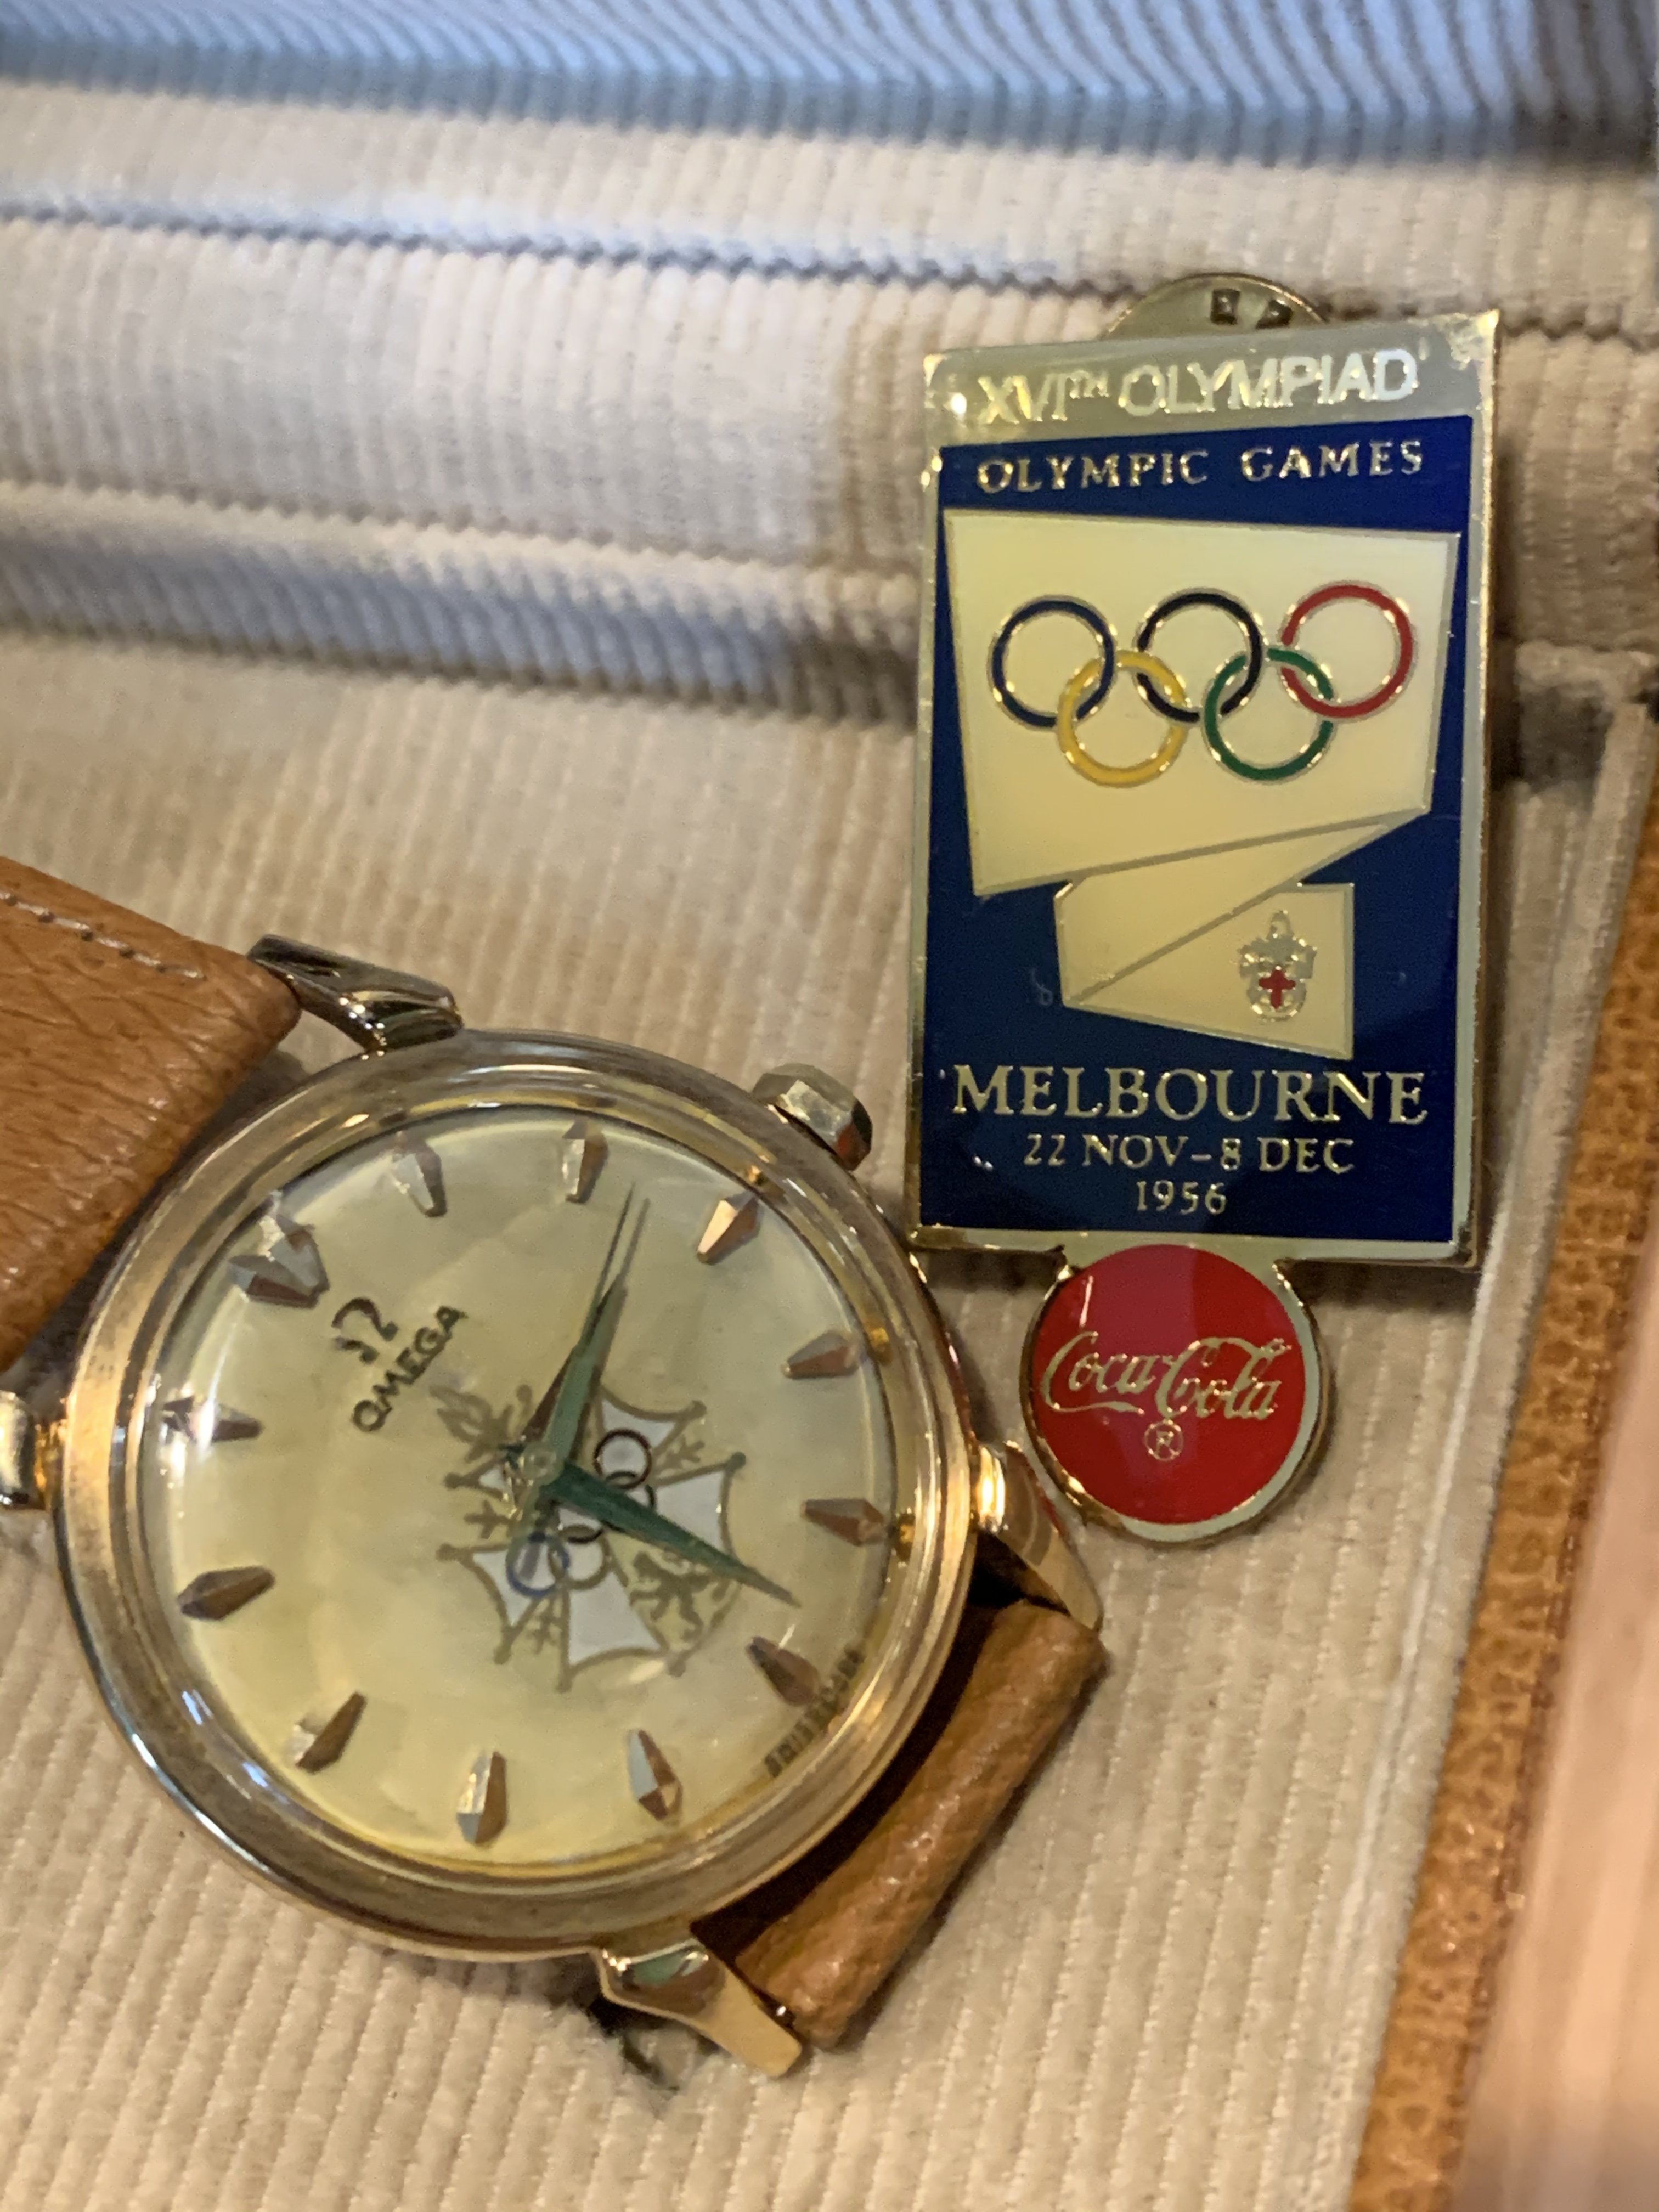 XVITH OLYMPIAD
OLYMPIC GAMES
MELBOURNE
22 NOV–8 DEC
1956
Coca-Cola
®
Ω
OMEGA